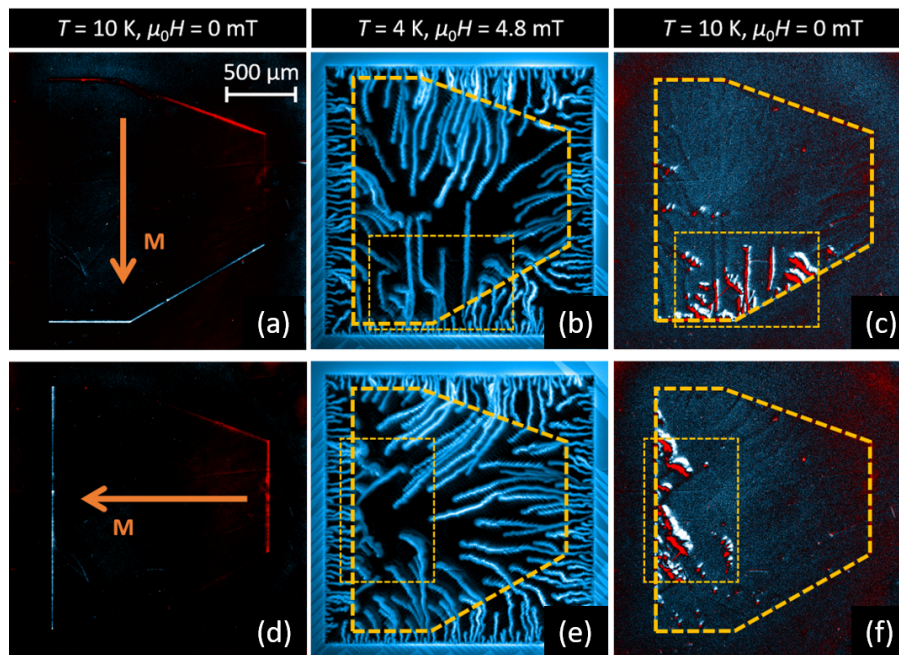 T = 10 K, μ₀H = 0 mT
T = 4 K, μ₀H = 4.8 mT
T = 10 K, μ₀H = 0 mT
500 μm
M
(a)
(b)
(c)
M
(d)
(e)
(f)